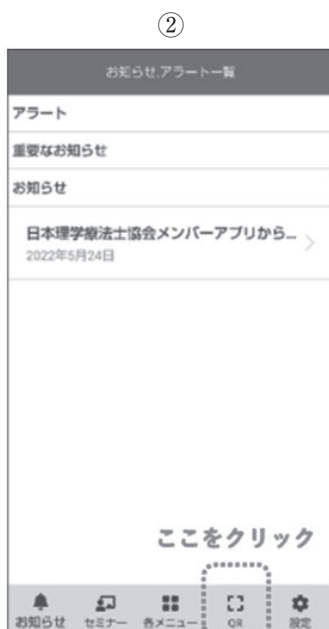 ②
お知らせ,アラート一覧
アラート
重要なお知らせ
お知らせ
日本理学療法士協会メンバーアプリから...
2022年5月24日
ここをクリック
お知らせ セミナー 各メニュー QR 設定